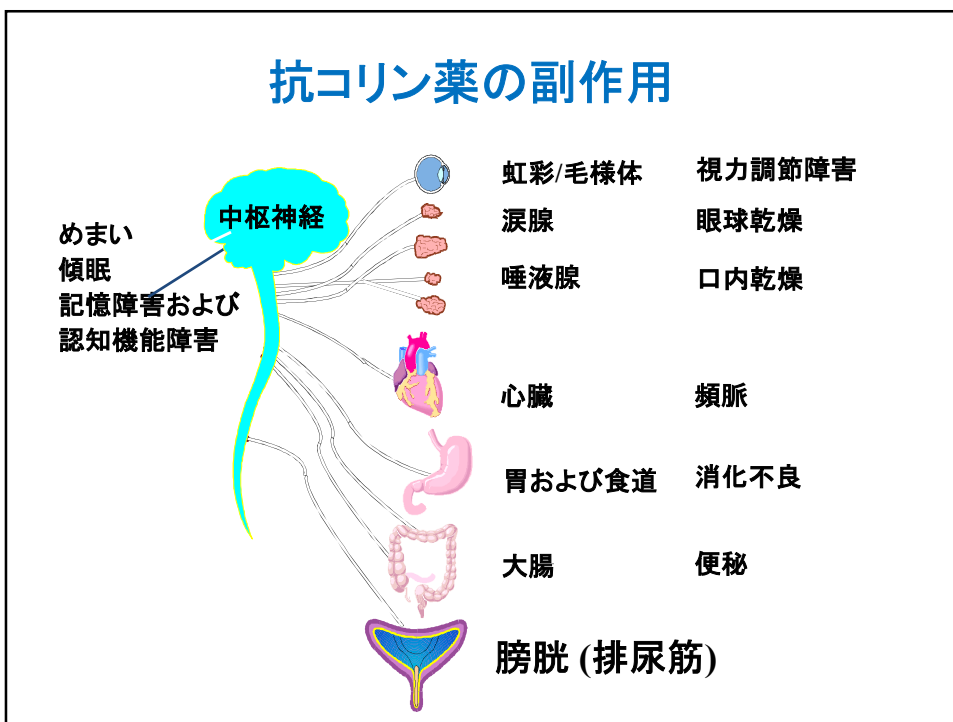 抗コリン薬の副作用
中枢神経
めまい
傾眠
記憶障害および
認知機能障害
虹彩/毛様体 視力調節障害
涙腺 眼球乾燥
唾液腺 口内乾燥
心臓 頻脈
胃および食道 消化不良
大腸 便秘
膀胱 (排尿筋)